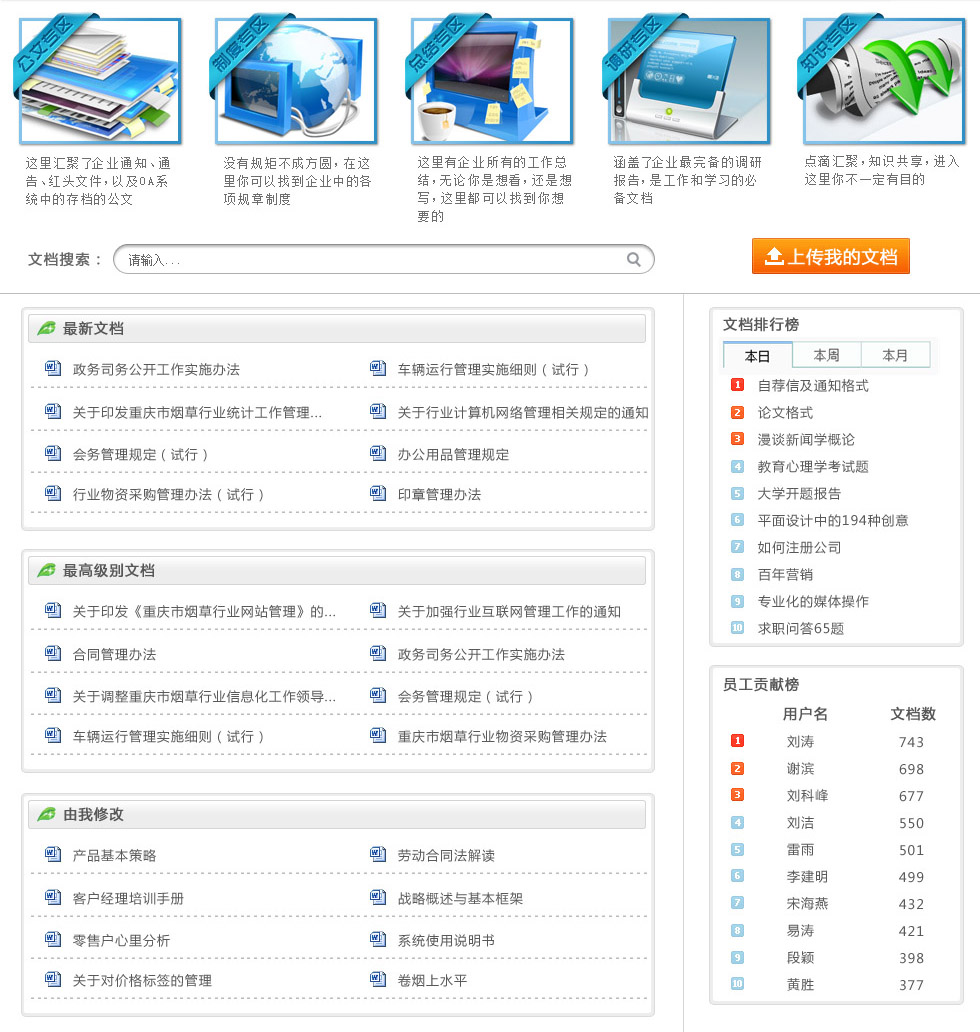 公文专区
制度专区
总结专区
调研专区
知识专区
这里汇聚了企业通知、通
告、红头文件，以及OA系
统中的存档的公文
没有规矩不成方圆，在这
里你可以找到企业中的各
项规章制度
这里有企业所有的工作总
结，无论你是想看，还是想
写，这里都可以找到你想
要的
涵盖了企业最完备的调研
报告，是工作和学习的必
备文档
点滴汇聚，知识共享，进入
这里你不一定有目的
文档搜索：
请输入...
上传我的文档
最新文档
政务司务公开工作实施办法
车辆运行管理实施细则（试行）
关于印发重庆市烟草行业统计工作管理...
关于行业计算机网络管理相关规定的通知
会务管理规定（试行）
办公用品管理规定
行业物资采购管理办法（试行）
印章管理办法
最高级别文档
关于印发《重庆市烟草行业网站管理》的...
关于加强行业互联网管理工作的通知
合同管理办法
政务司务公开工作实施办法
关于调整重庆市烟草行业信息化工作领导...
会务管理规定（试行）
车辆运行管理实施细则（试行）
重庆市烟草行业物资采购管理办法
由我修改
产品基本策略
劳动合同法解读
客户经理培训手册
战略概述与基本框架
零售户心里分析
系统使用说明书
关于对价格标签的管理
卷烟上水平
文档排行榜
本日 本周 本月
1 自荐信及通知格式
2 论文格式
3 漫谈新闻学概论
4 教育心理学考试题
5 大学开题报告
6 平面设计中的194种创意
7 如何注册公司
8 百年营销
9 专业化的媒体操作
10 求职问答65题
员工贡献榜
用户名 文档数
1 刘涛 743
2 谢滨 698
3 刘科峰 677
4 刘洁 550
5 雷雨 501
6 李建明 499
7 宋海燕 432
8 易涛 421
9 段颖 398
10 黄胜 377